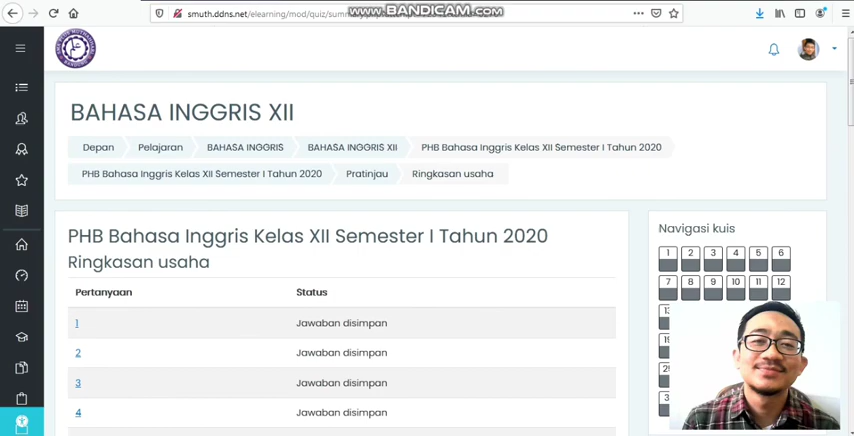 smuth.ddns.net/elearning/mod/quiz/summ
www.BANDICAM.com
BAHASA INGGRIS XII
Depan
Pelajaran
BAHASA INGGRIS
BAHASA INGGRIS XII
PHB Bahasa Inggris Kelas XII Semester I Tahun 2020
PHB Bahasa Inggris Kelas XII Semester I Tahun 2020
Pratinjau
Ringkasan usaha
PHB Bahasa Inggris Kelas XII Semester I Tahun 2020
Ringkasan usaha
Pertanyaan Status
1 Jawaban disimpan
2 Jawaban disimpan
3 Jawaban disimpan
4 Jawaban disimpan
Navigasi kuis
1 2 3 4 5 6
7 8 9 10 11 12